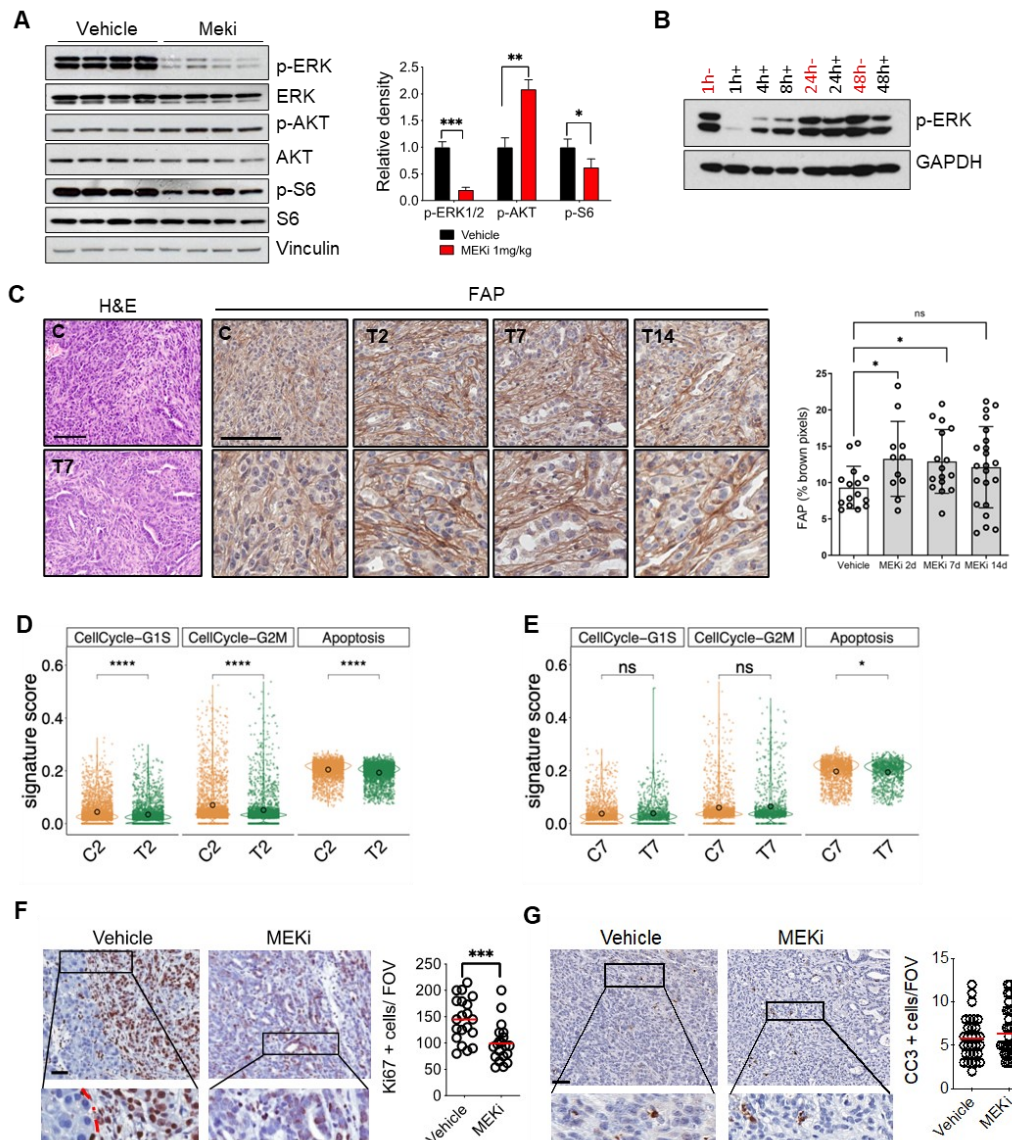 A
Vehicle Meki
p-ERK
ERK
p-AKT
AKT
p-S6
S6
Vinculin
Relative density
2.5
2.0
1.5
1.0
0.5
0.0
*** ** *
p-ERK1/2 p-AKT p-S6
Vehicle
MEKi 1mg/kg
B
1h- 1h+ 4h+ 8h+ 24h- 24h+ 48h- 48h+
p-ERK
GAPDH
C
H&E FAP
C C T2 T7 T14
T7
FAP (% brown pixels)
25
20
15
10
5
0
ns
*
*
Vehicle MEKi 2d MEKi 7d MEKi 14d
D
CellCycle-G1S CellCycle-G2M Apoptosis
signature score
0.6
0.4
0.2
0.0
**** **** ****
C2 T2 C2 T2 C2 T2
E
CellCycle-G1S CellCycle-G2M Apoptosis
signature score
0.6
0.4
0.2
0.0
ns ns *
C7 T7 C7 T7 C7 T7
F
Vehicle MEKi
Ki67 + cells/ FOV
250
200
150
100
50
0
***
Vehicle MEKi
G
Vehicle MEKi
CC3 + cells/FOV
15
10
5
0
Vehicle MEKi